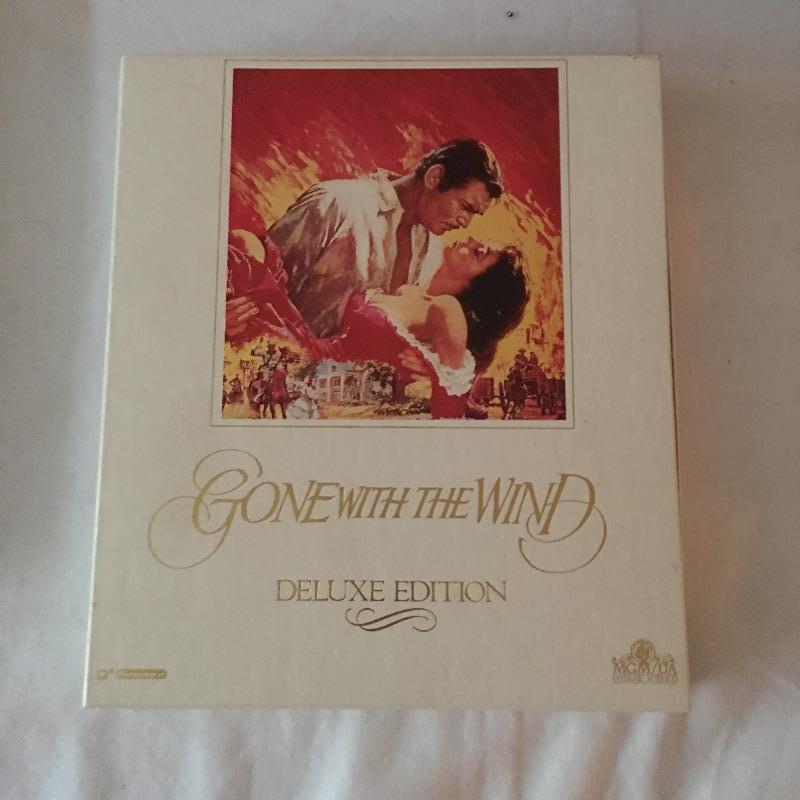 GONE WITH THE WIND
DELUXE EDITION
MGM/UA
HOME VIDEO